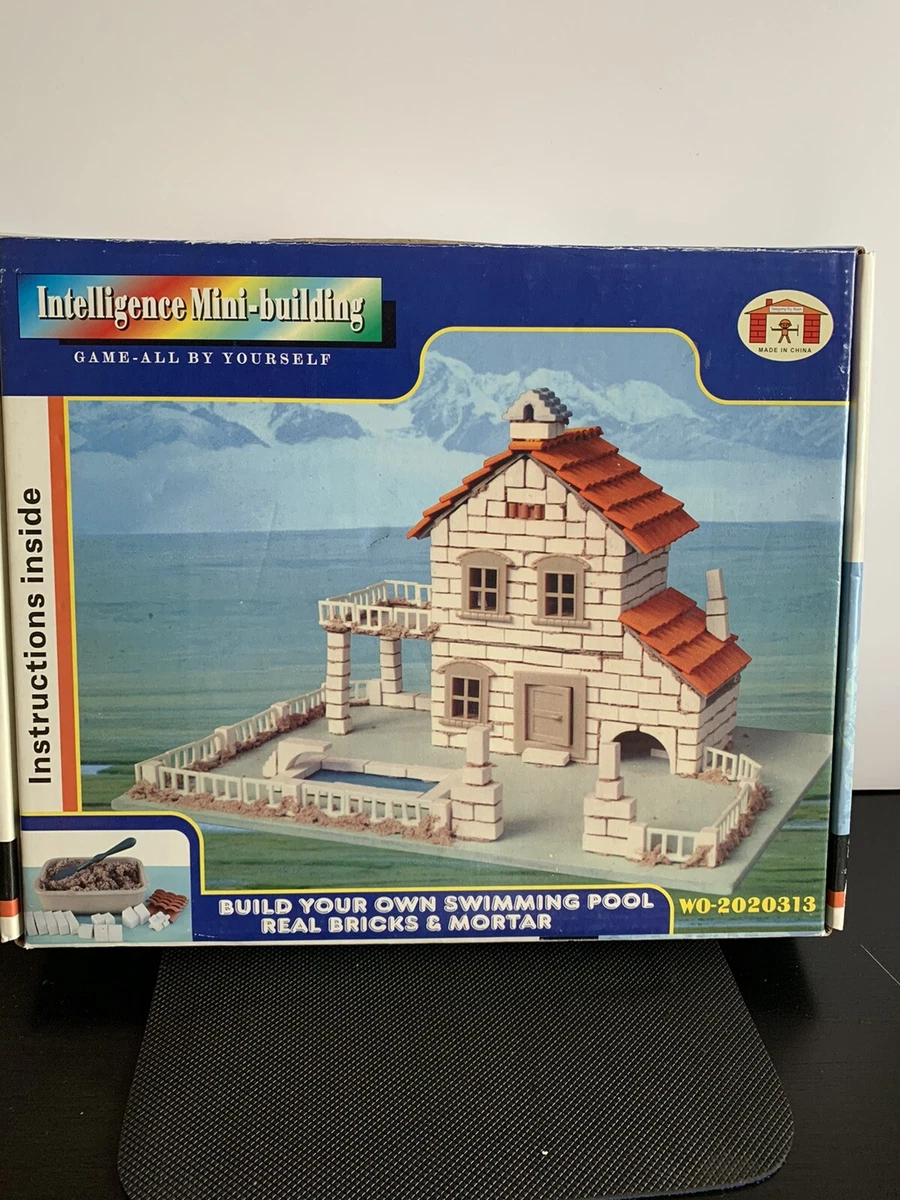 Intelligence Mini-building
GAME-ALL BY YOURSELF
MADE IN CHINA
Instructions inside
BUILD YOUR OWN SWIMMING POOL
REAL BRICKS & MORTAR
WO-2020313